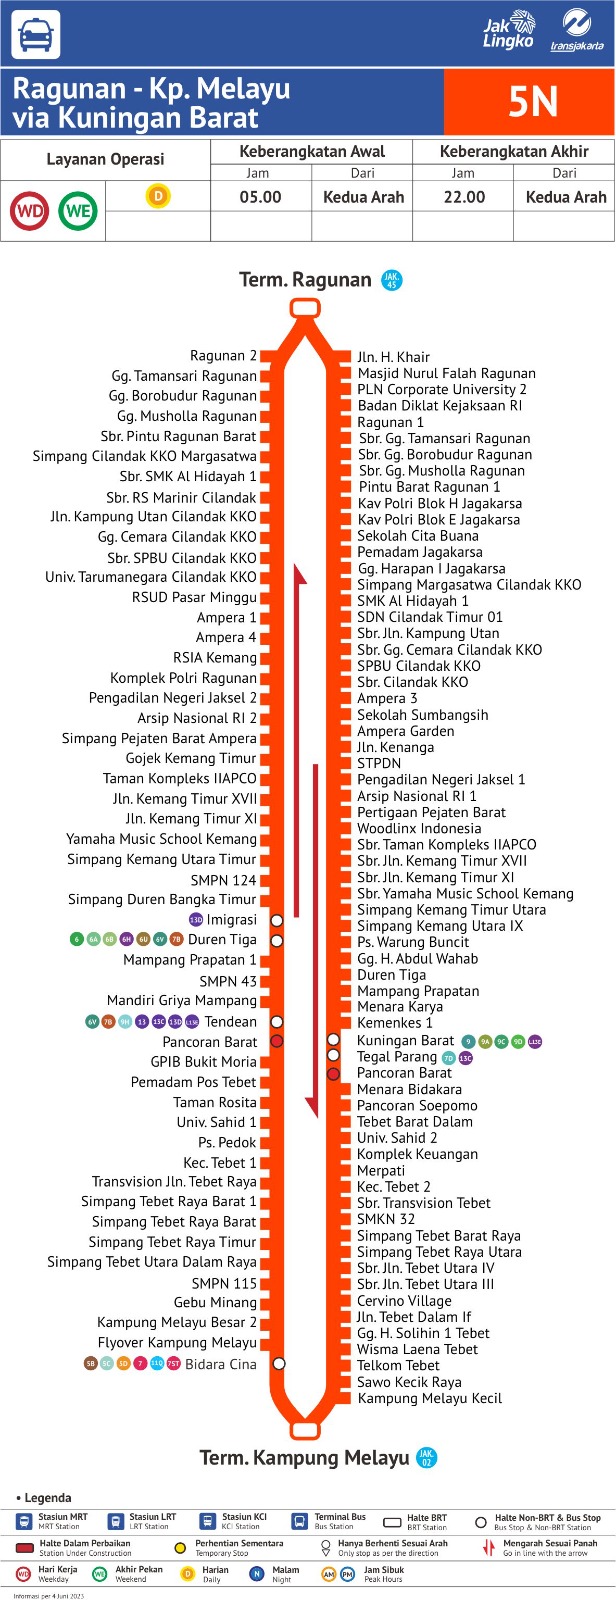 Jak
Lingko
transjakarta
Ragunan - Kp. Melayu
via Kuningan Barat
5N
Layanan Operasi
Keberangkatan Awal
Keberangkatan Akhir
Jam
Dari
Jam
Dari
WD
WE
D
05.00
Kedua Arah
22.00
Kedua Arah
Term. Ragunan
JAK.
45
Ragunan 2
Gg. Tamansari Ragunan
Gg. Borobudur Ragunan
Gg. Musholla Ragunan
Sbr. Pintu Ragunan Barat
Simpang Cilandak KKO Margasatwa
Sbr. SMK Al Hidayah 1
Sbr. RS Marinir Cilandak
Jln. Kampung Utan Cilandak KKO
Gg. Cemara Cilandak KKO
Sbr. SPBU Cilandak KKO
Univ. Tarumanegara Cilandak KKO
RSUD Pasar Minggu
Ampera 1
Ampera 4
RSIA Kemang
Komplek Polri Ragunan
Pengadilan Negeri Jaksel 2
Arsip Nasional RI 2
Simpang Pejaten Barat Ampera
Gojek Kemang Timur
Taman Kompleks IIAPCO
Jln. Kemang Timur XVII
Jln. Kemang Timur XI
Yamaha Music School Kemang
Simpang Kemang Utara Timur
SMPN 124
Simpang Duren Bangka Timur
13D Imigrasi
6 6A 6B 6H 6U 6V 7B Duren Tiga
Mampang Prapatan 1
SMPN 43
Mandiri Griya Mampang
6V 7B 9H 13 13C 13D L13E Tendean
Pancoran Barat
GPIB Bukit Moria
Pemadam Pos Tebet
Taman Rosita
Univ. Sahid 1
Ps. Pedok
Kec. Tebet 1
Transvision Jln. Tebet Raya
Simpang Tebet Raya Barat 1
Simpang Tebet Raya Barat
Simpang Tebet Raya Timur
Simpang Tebet Utara Dalam Raya
SMPN 115
Gebu Minang
Kampung Melayu Besar 2
Flyover Kampung Melayu
5B 5C 5D 7 11Q 7ST Bidara Cina
Jln. H. Khair
Masjid Nurul Falah Ragunan
PLN Corporate University 2
Badan Diklat Kejaksaan RI
Ragunan 1
Sbr. Gg. Tamansari Ragunan
Sbr. Gg. Borobudur Ragunan
Sbr. Gg. Musholla Ragunan
Pintu Barat Ragunan 1
Kav Polri Blok H Jagakarsa
Kav Polri Blok E Jagakarsa
Sekolah Cita Buana
Pemadam Jagakarsa
Gg. Harapan I Jagakarsa
Simpang Margasatwa Cilandak KKO
SMK Al Hidayah 1
SDN Cilandak Timur 01
Sbr. Jln. Kampung Utan
Sbr. Gg. Cemara Cilandak KKO
SPBU Cilandak KKO
Sbr. Cilandak KKO
Ampera 3
Sekolah Sumbangsih
Ampera Garden
Jln. Kenanga
STPDN
Pengadilan Negeri Jaksel 1
Arsip Nasional RI 1
Pertigaan Pejaten Barat
Woodlinx Indonesia
Sbr. Taman Kompleks IIAPCO
Sbr. Jln. Kemang Timur XVII
Sbr. Jln. Kemang Timur XI
Sbr. Yamaha Music School Kemang
Simpang Kemang Timur Utara
Simpang Kemang Utara IX
Ps. Warung Buncit
Gg. H. Abdul Wahab
Duren Tiga
Mampang Prapatan
Menara Karya
Kemenkes 1
Kuningan Barat 9 9A 9C 9D L13E
Tegal Parang 7D 13C
Pancoran Barat
Menara Bidakara
Pancoran Soepomo
Tebet Barat Dalam
Univ. Sahid 2
Komplek Keuangan
Merpati
Kec. Tebet 2
Sbr. Transvision Tebet
SMKN 32
Simpang Tebet Barat Raya
Simpang Tebet Raya Utara
Sbr. Jln. Tebet Utara IV
Sbr. Jln. Tebet Utara III
Cervino Village
Jln. Tebet Dalam If
Gg. H. Solihin 1 Tebet
Wisma Laena Tebet
Telkom Tebet
Sawo Kecik Raya
Kampung Melayu Kecil
Term. Kampung Melayu
JAK.
02
• Legenda
Stasiun MRT
MRT Station
Stasiun LRT
LRT Station
Stasiun KCI
KCI Station
Terminal Bus
Bus Station
Halte BRT
BRT Station
Halte Non-BRT & Bus Stop
Bus Stop & Non-BRT Station
Halte Dalam Perbaikan
Station Under Construction
Perhentian Sementara
Temporary Stop
Hanya Berhenti Sesuai Arah
Only stop as per the direction
Mengarah Sesuai Panah
Go in line with the arrow
WD
Hari Kerja
Weekday
WE
Akhir Pekan
Weekend
D
Harian
Daily
N
Malam
Night
AM PM
Jam Sibuk
Peak Hours
Informasi per 4 Juni 2023